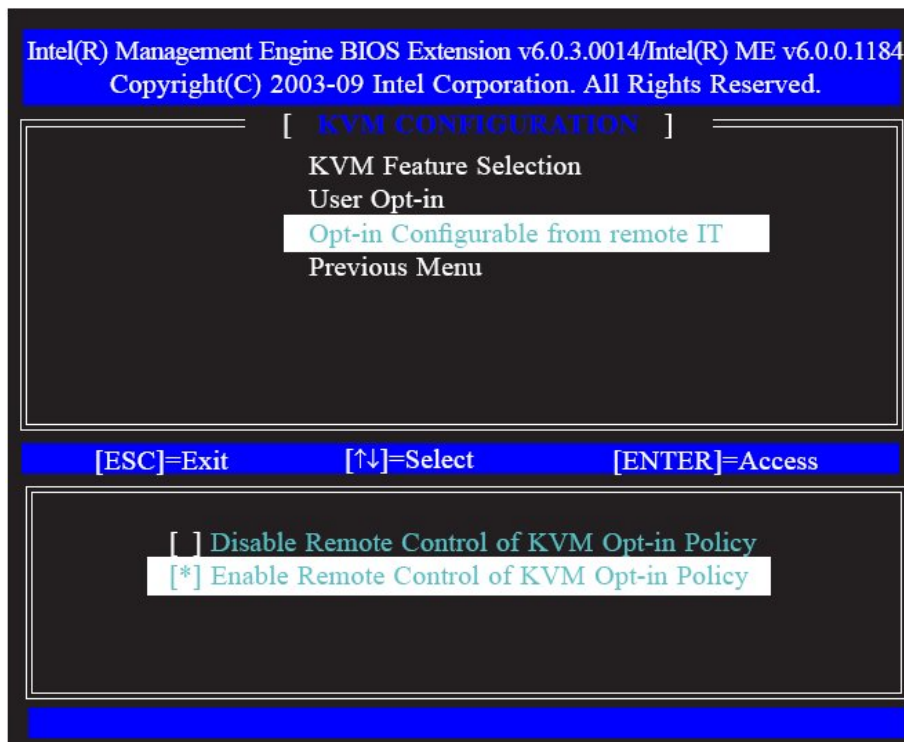 Intel(R) Management Engine BIOS Extension v6.0.3.0014/Intel(R) ME v6.0.0.1184
Copyright(C) 2003-09 Intel Corporation. All Rights Reserved.
[ KVM CONFIGURATION ]
KVM Feature Selection
User Opt-in
Opt-in Configurable from remote IT
Previous Menu
[ESC]=Exit [↑↓]=Select [ENTER]=Access
[ ] Disable Remote Control of KVM Opt-in Policy
[*] Enable Remote Control of KVM Opt-in Policy